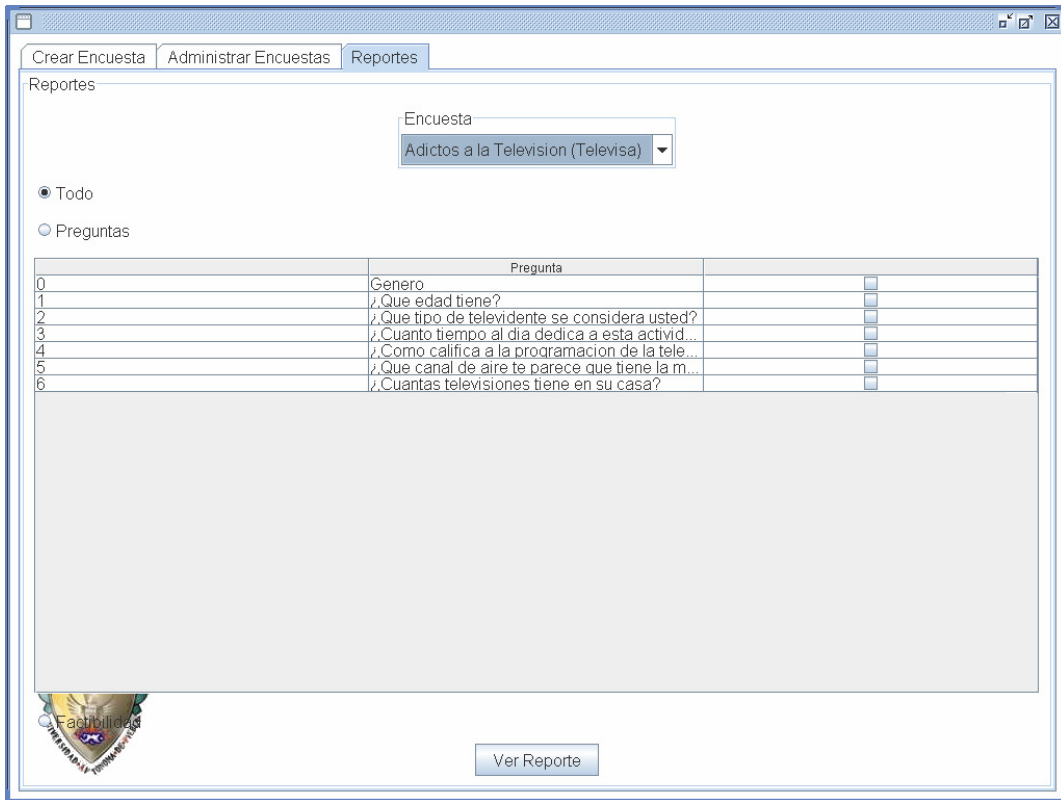 Crear Encuesta Administrar Encuestas Reportes
Reportes
Encuesta
Adictos a la Television (Televisa)
Todo
Preguntas
Pregunta
0 Genero
1 ¿Que edad tiene?
2 ¿Que tipo de televidente se considera usted?
3 ¿Cuanto tiempo al dia dedica a esta activid...
4 ¿Como califica a la programacion de la tele...
5 ¿Que canal de aire te parece que tiene la m...
6 ¿Cuantas televisiones tiene en su casa?
Factibilidad
Ver Reporte